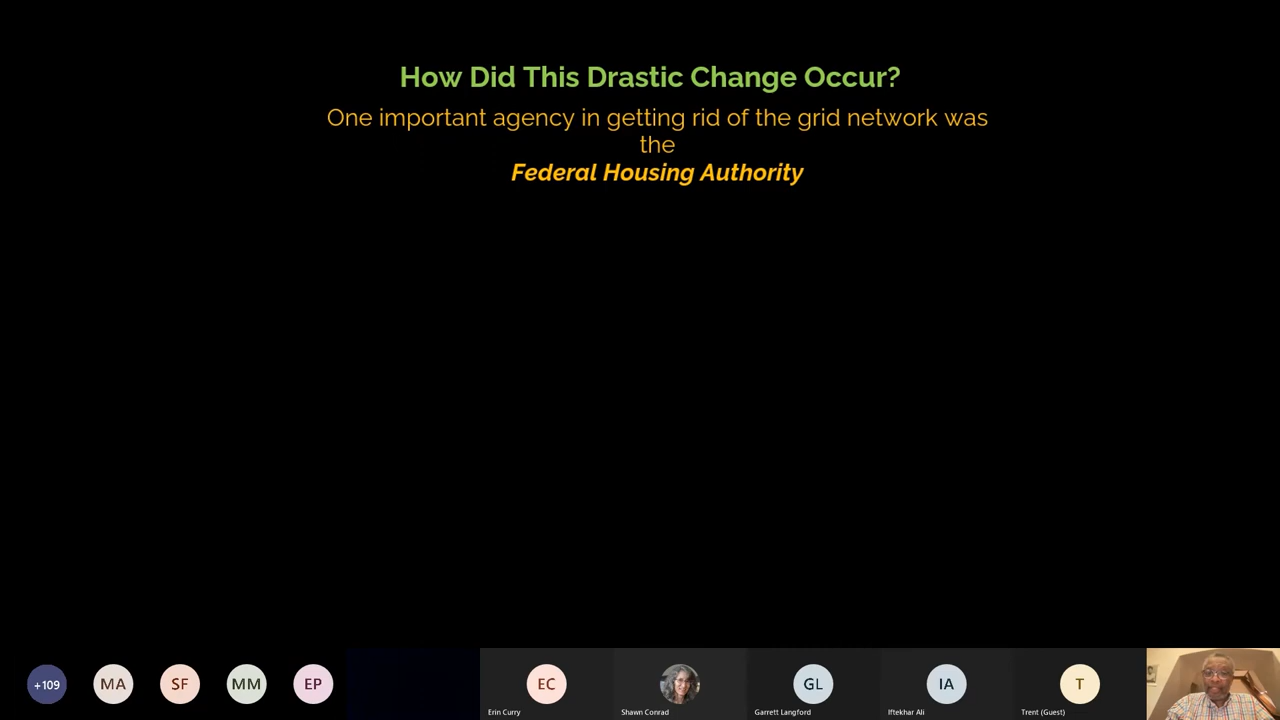 How Did This Drastic Change Occur?
One important agency in getting rid of the grid network was
the
Federal Housing Authority
+109
MA
SF
MM
EP
EC
GL
IA
T
Erin Curry
Shawn Conrad
Garrett Langford
Iftekhar Ali
Trent (Guest)